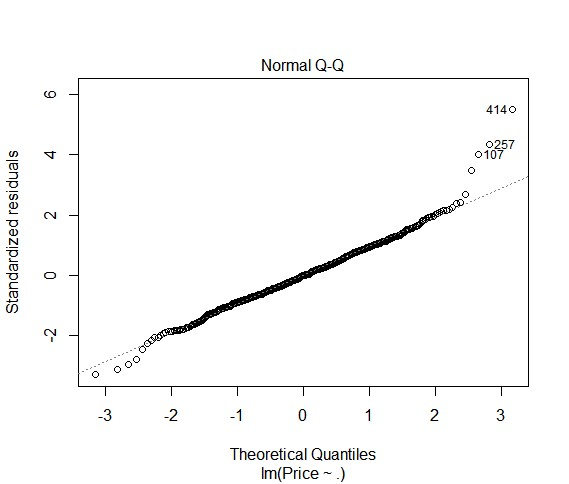 Normal Q-Q
6
414
257
4
107
2
0
-2
Standardized residuals
-3 -2 -1 0 1 2 3
Theoretical Quantiles
lm(Price ~ .)